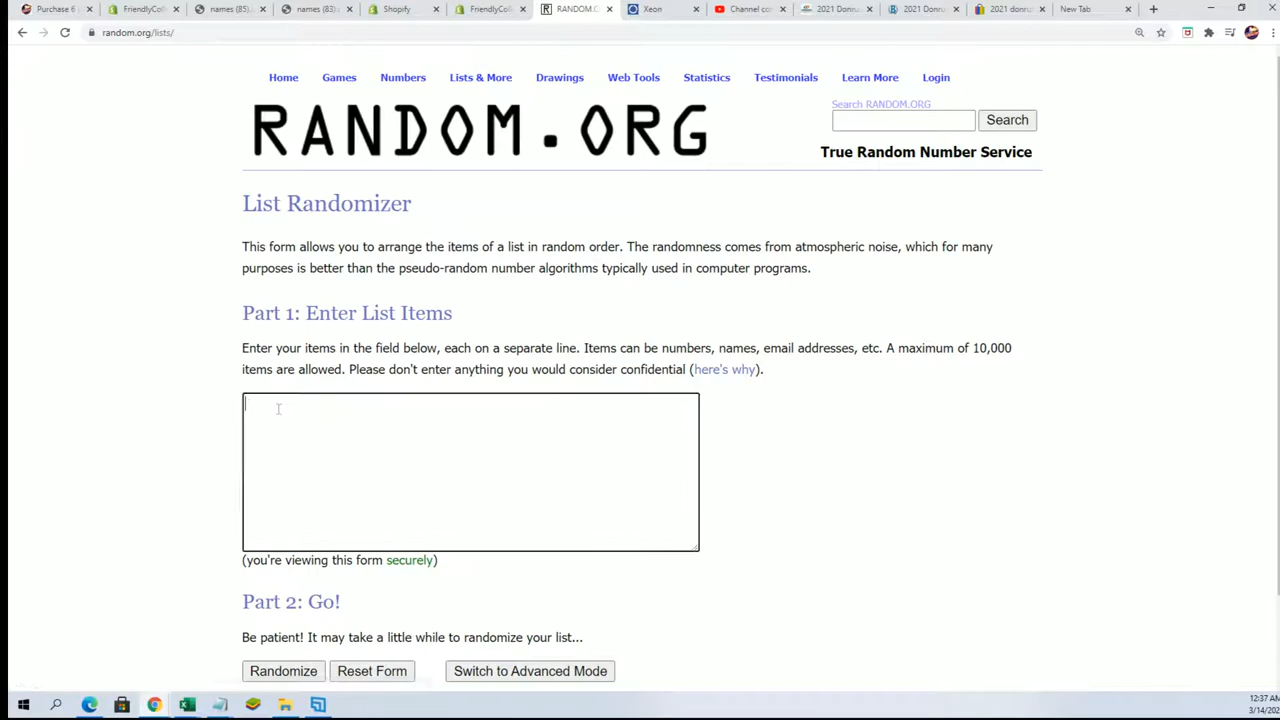 Purchase 6 p
FriendlyColl
names (85).
names (83).
Shopify
FriendlyColl
RANDOM.O
Xeon
Channel con
2021 Donru
2021 Donrus
2021 donrus
New Tab
random.org/lists/
Home Games Numbers Lists & More Drawings Web Tools Statistics Testimonials Learn More Login
RANDOM.ORG
Search RANDOM.ORG
Search
True Random Number Service
List Randomizer
This form allows you to arrange the items of a list in random order. The randomness comes from atmospheric noise, which for many
purposes is better than the pseudo-random number algorithms typically used in computer programs.
Part 1: Enter List Items
Enter your items in the field below, each on a separate line. Items can be numbers, names, email addresses, etc. A maximum of 10,000
items are allowed. Please don't enter anything you would consider confidential (here's why).
(you're viewing this form securely)
Part 2: Go!
Be patient! It may take a little while to randomize your list...
Randomize Reset Form Switch to Advanced Mode
12:37 AM
3/14/202